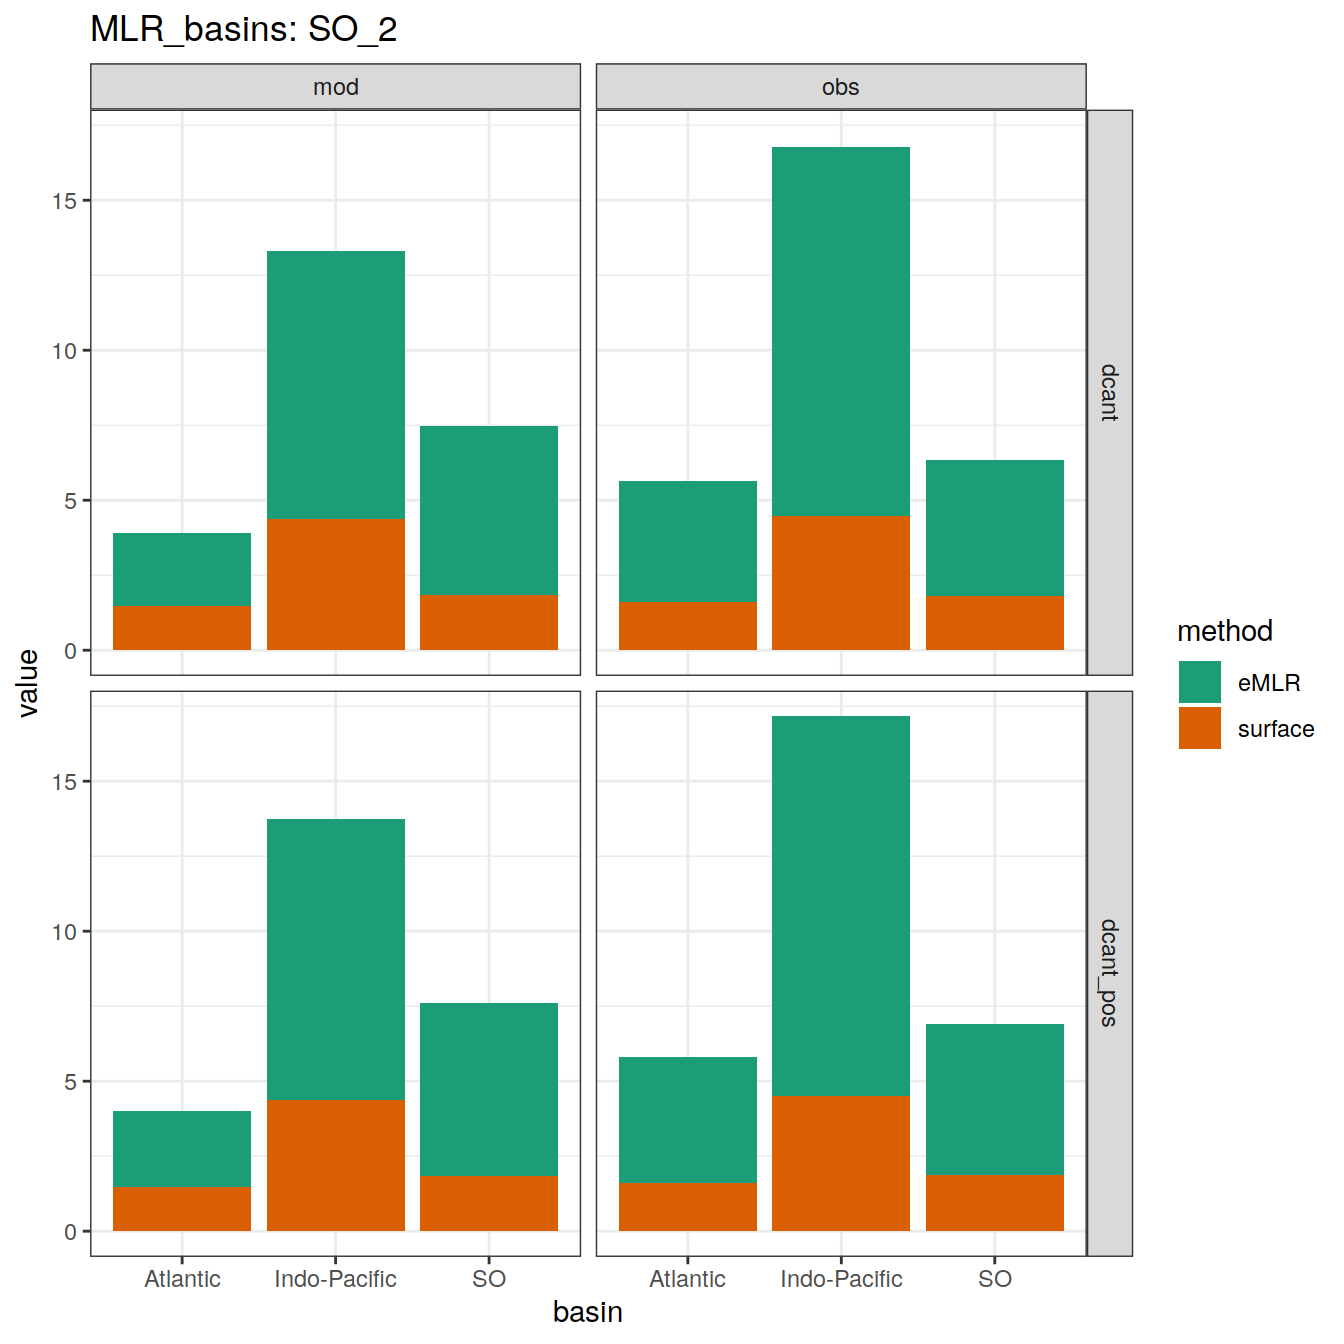 MLR_basins: SO_2
mod
obs
15
10
5
0
dcant
15
10
5
0
dcant_pos
value
Atlantic
Indo-Pacific
SO
Atlantic
Indo-Pacific
SO
basin
method
eMLR
surface